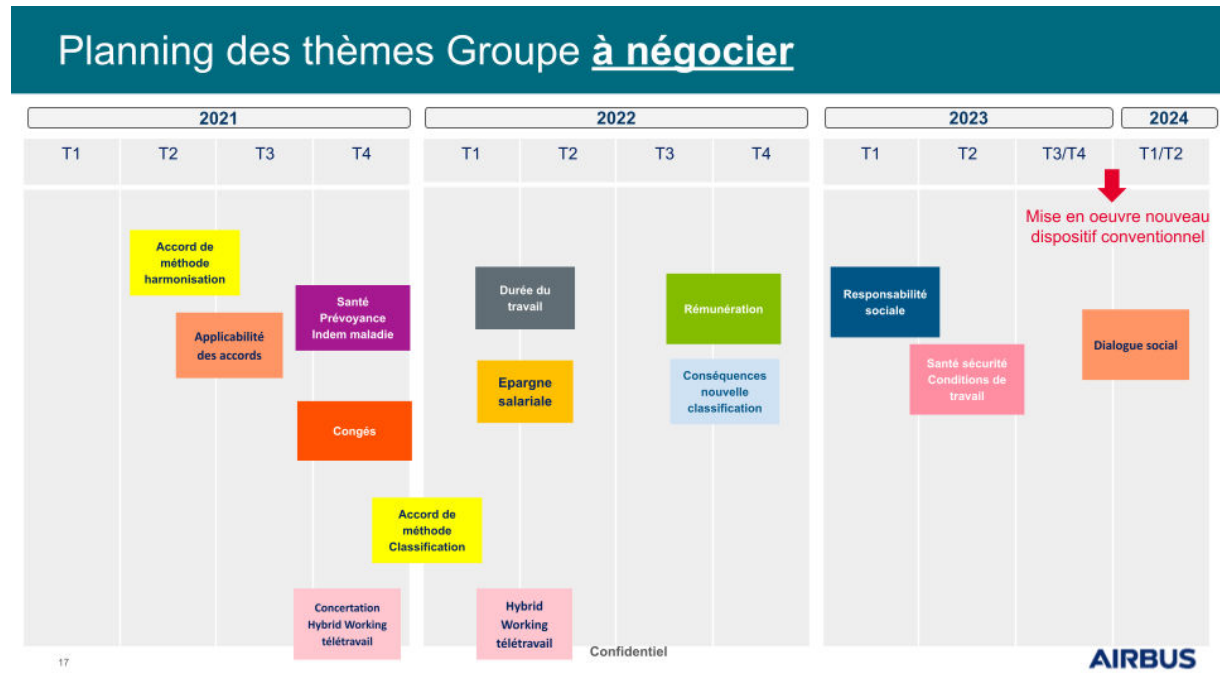 Planning des thèmes Groupe à négocier
2021
2022
2023
2024
T1
T2
T3
T4
T1
T2
T3
T4
T1
T2
T3/T4
T1/T2
Mise en oeuvre nouveau
dispositif conventionnel
Accord de
méthode
harmonisation
Applicabilité
des accords
Santé
Prévoyance
Indem maladie
Congés
Accord de
méthode
Classification
Concertation
Hybrid Working
télétravail
Durée du
travail
Epargne
salariale
Hybrid
Working
télétravail
Rémunération
Conséquences
nouvelle
classification
Responsabilité
sociale
Santé sécurité
Conditions de
travail
Dialogue social
17
Confidentiel
AIRBUS